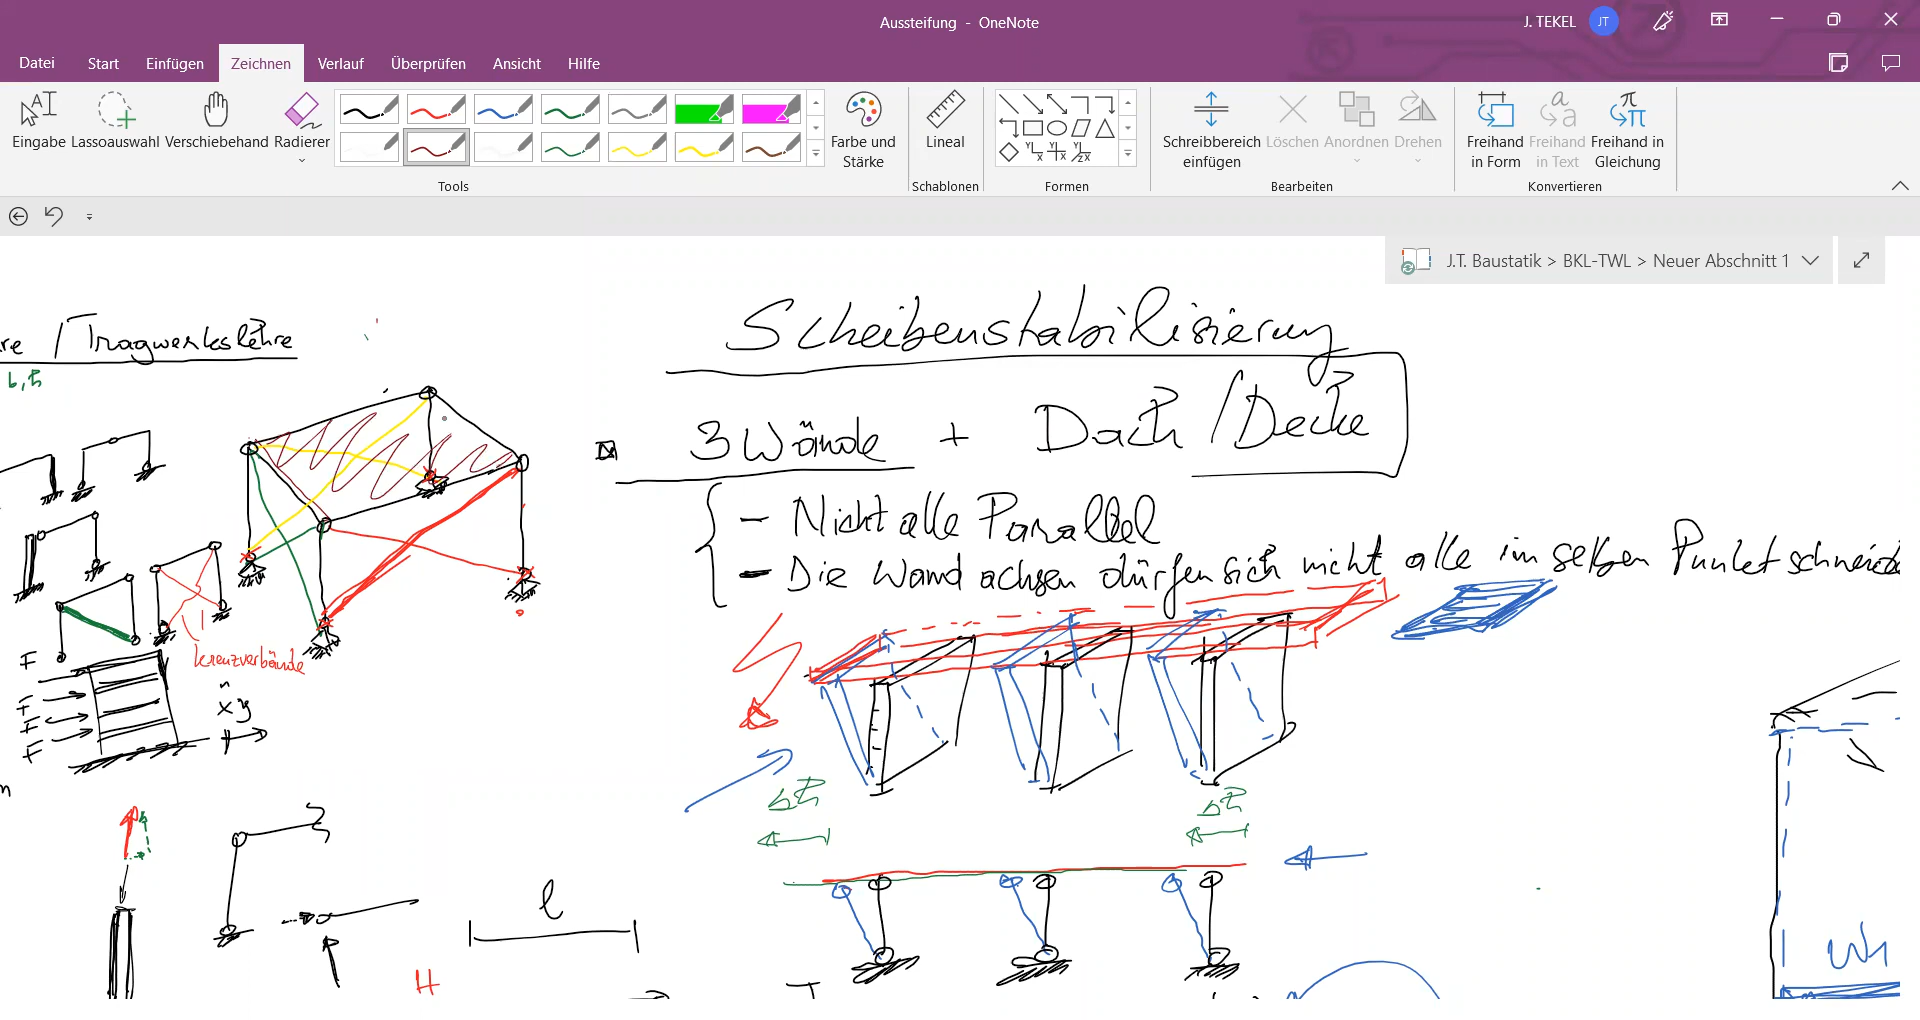 Aussteifung - OneNote
J. TEKEL
JT
Datei Start Einfügen Zeichnen Verlauf Überprüfen Ansicht Hilfe
Eingabe Lassoauswahl Verschiebehand Radierer
Farbe und Stärke
Lineal
Schreibbereich einfügen
Löschen Anordnen Drehen
Freihand in Form
Freihand in Text
Freihand in Gleichung
Tools Schablonen Formen Bearbeiten Konvertieren
J.T. Baustatik > BKL-TWL > Neuer Abschnitt 1
re / Tragwerkslehre
Scheibenstabilisierung
3 Wände + Dach / Decke
- Nicht alle Parallel
- Die Wandachsen dürfen sich nicht alle im selben Punkt schneide
Kreuzverbände
F
F
F
F
x y
l
H